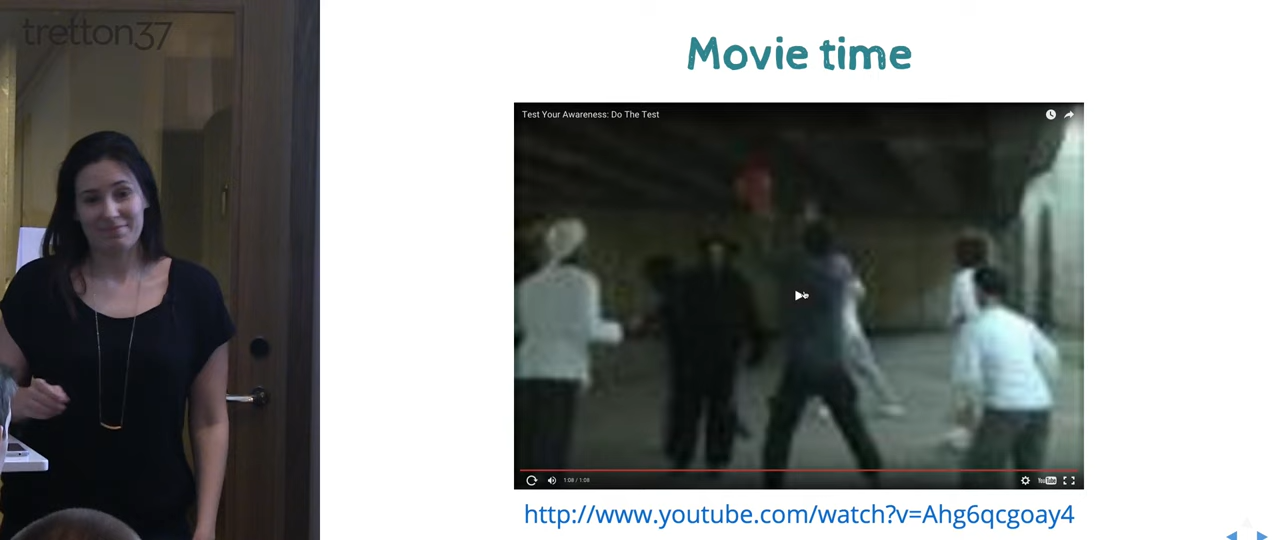 tretton37
Movie time
Test Your Awareness: Do The Test
1:08 / 1:08
YouTube
http://www.youtube.com/watch?v=Ahg6qcgoay4